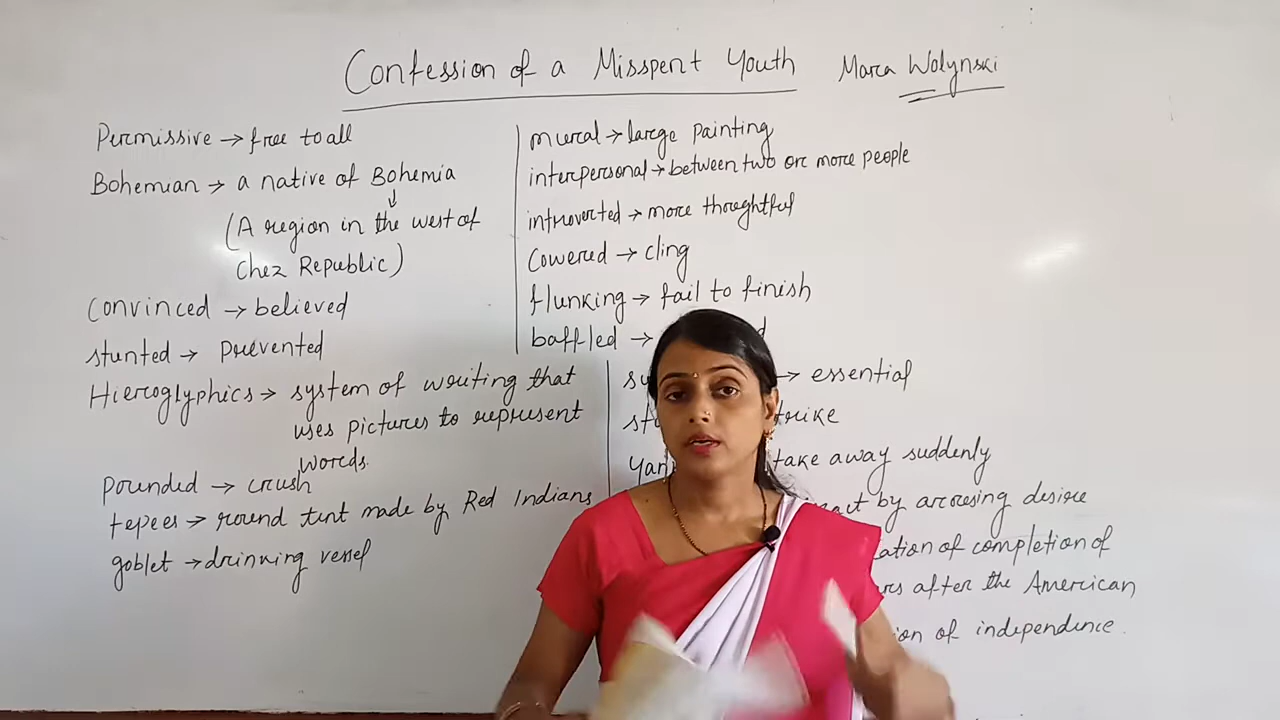 Confession of a Misspent Youth Mara Wolynski
Permissive → free to all
Bohemian → a native of Bohemia
↓
(A region in the west of
Chez Republic)
Convinced → believed
stunted → prevented
Hieroglyphics → system of writing that
uses pictures to represent
words.
pounded → crush
tepees → round tent made by Red Indians
goblet → drinning vessel
mural → large painting
interpersonal → between two or more people
introverted → more thoughtful
Cowered → cling
flunking → fail to finish
baffled →
→ essential
take away suddenly
by arousing desire
of completion of
after the American
of independence.